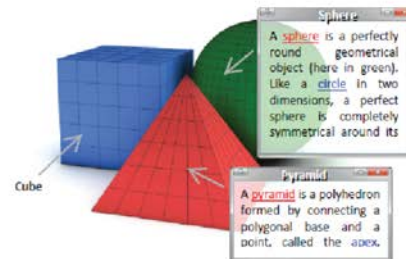 Sphere
A sphere is a perfectly
round geometrical
object (here in green).
Like a circle in two
dimensions, a perfect
sphere is completely
symmetrical around its
Cube
Pyramid
A pyramid is a polyhedron
formed by connecting a
polygonal base and a
point, called the apex.